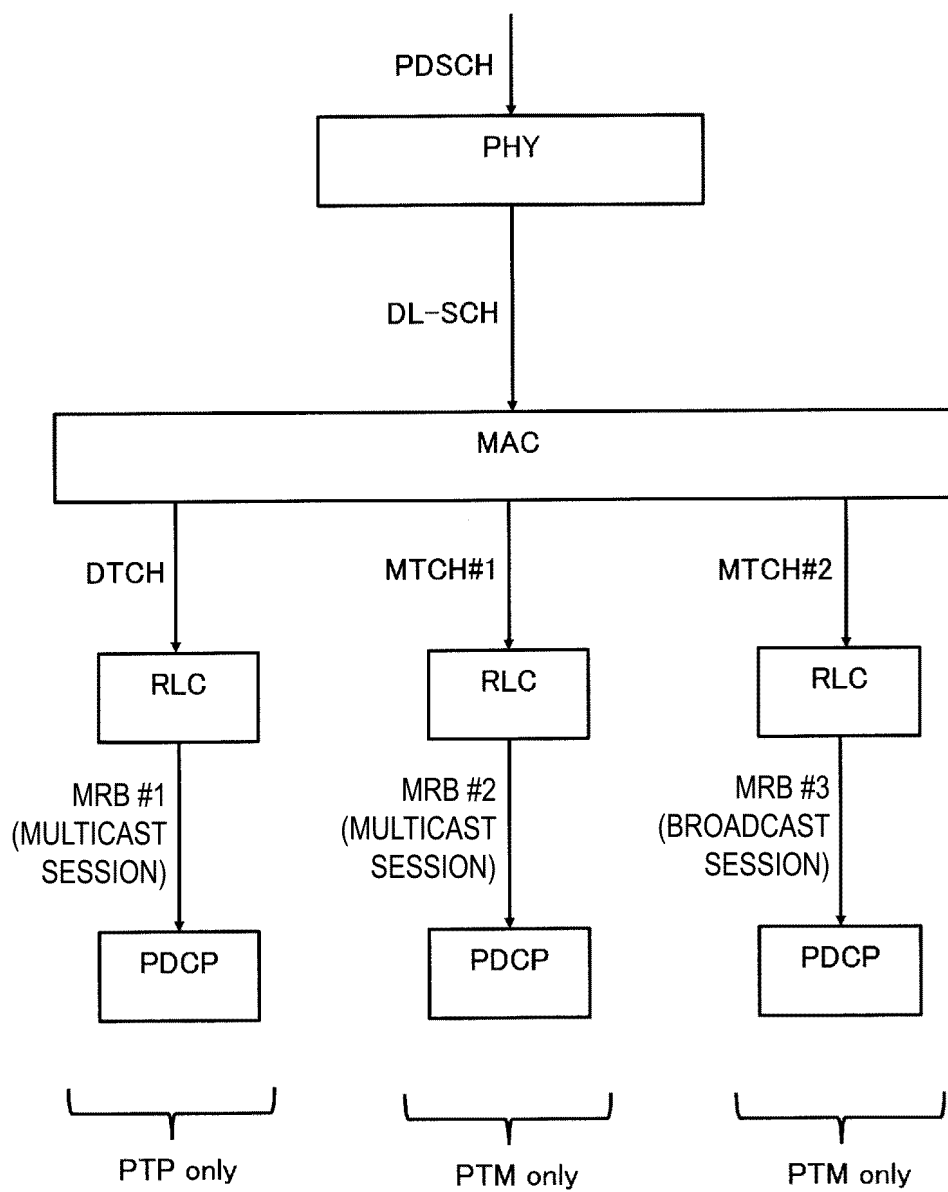 PDSCH
PHY
DL-SCH
MAC
DTCH
MTCH#1
MTCH#2
RLC
RLC
RLC
MRB #1
(MULTICAST
SESSION)
MRB #2
(MULTICAST
SESSION)
MRB #3
(BROADCAST
SESSION)
PDCP
PDCP
PDCP
PTP only
PTM only
PTM only